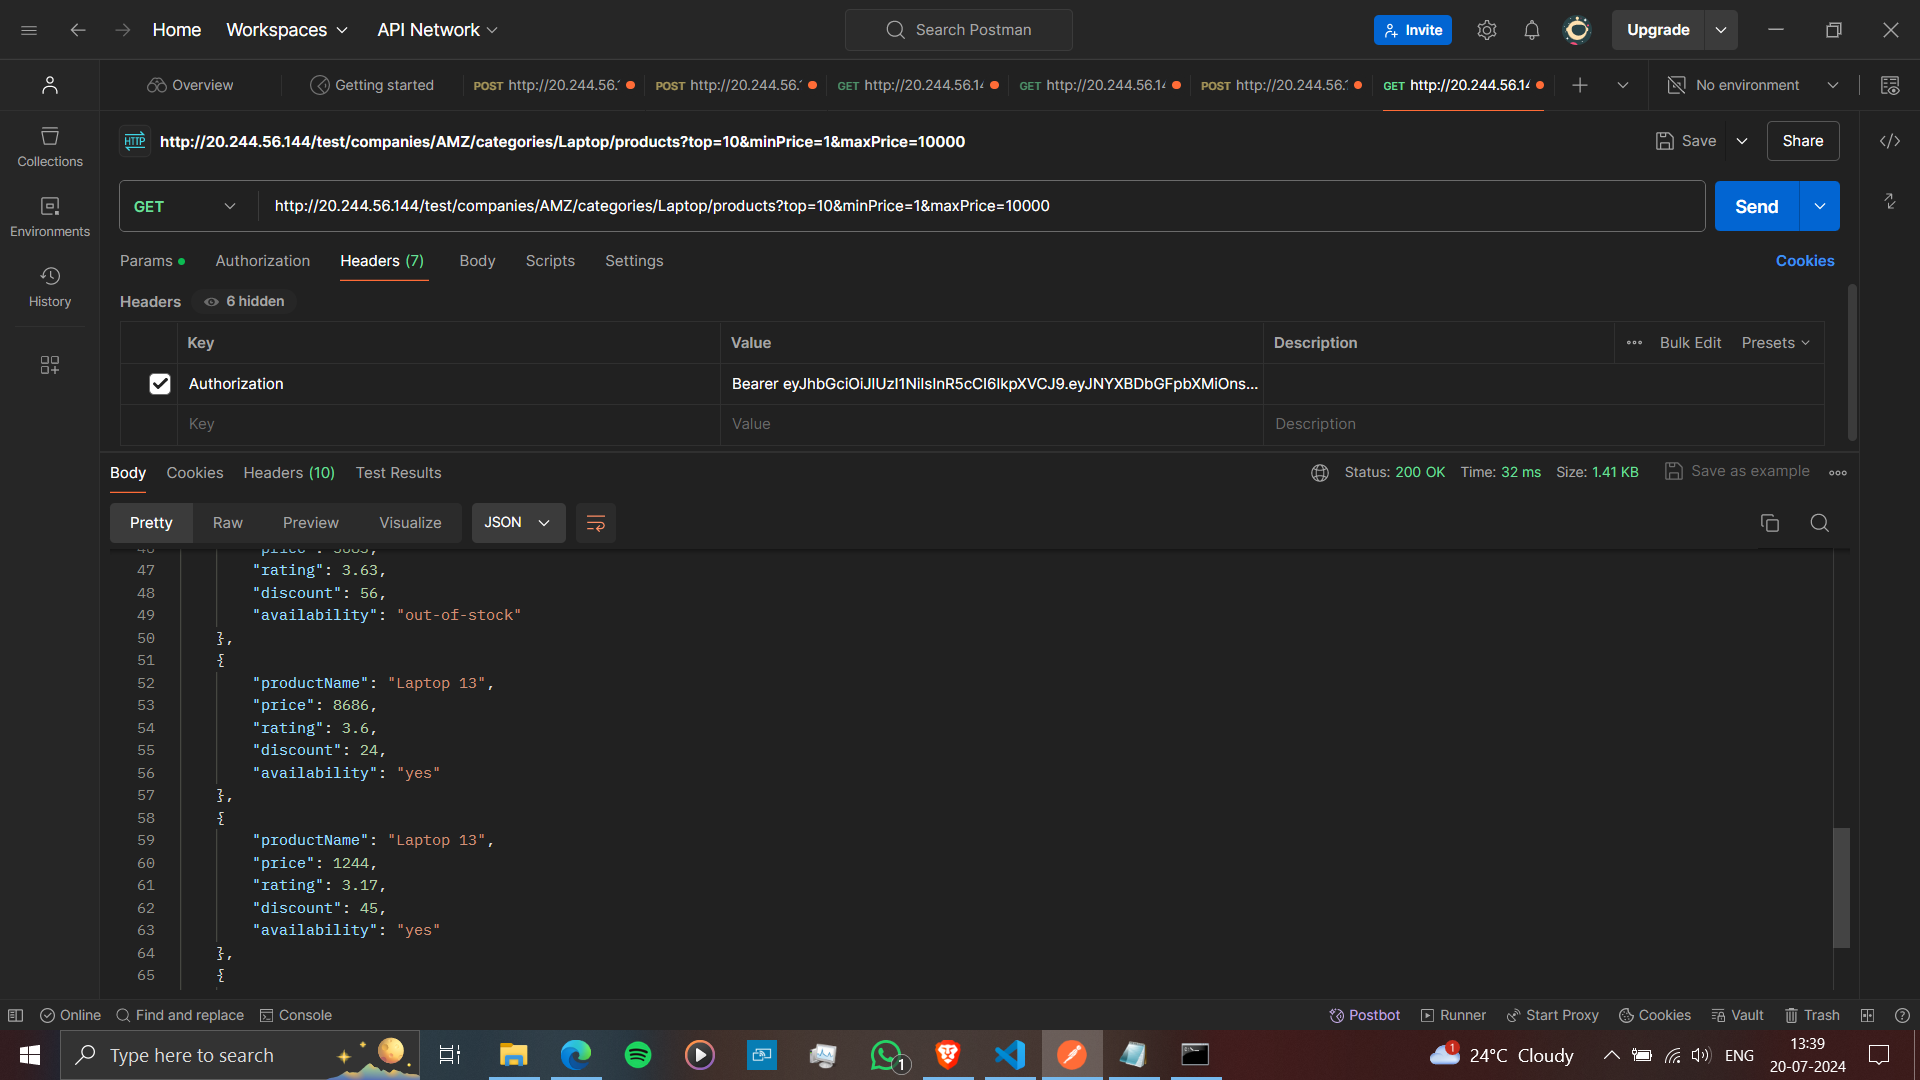 Home Workspaces API Network Search Postman Invite Upgrade
Overview Getting started POST http://20.244.56. POST http://20.244.56. GET http://20.244.56.14 GET http://20.244.56.14 POST http://20.244.56. GET http://20.244.56.14 No environment
HTTP http://20.244.56.144/test/companies/AMZ/categories/Laptop/products?top=10&minPrice=1&maxPrice=10000 Save Share
Collections
GET http://20.244.56.144/test/companies/AMZ/categories/Laptop/products?top=10&minPrice=1&maxPrice=10000 Send
Environments
Params Authorization Headers (7) Body Scripts Settings Cookies
History
Headers 6 hidden
Key Value Description Bulk Edit Presets
Authorization Bearer eyJhbGciOiJIUzI1NiIsInR5cCI6IkpXVCJ9.eyJNYXBDbGFpbXMiOns...
Key Value Description
Body Cookies Headers (10) Test Results Status: 200 OK Time: 32 ms Size: 1.41 KB Save as example
Pretty Raw Preview Visualize JSON
47 "rating": 3.63,
48 "discount": 56,
49 "availability": "out-of-stock"
50 },
51 {
52 "productName": "Laptop 13",
53 "price": 8686,
54 "rating": 3.6,
55 "discount": 24,
56 "availability": "yes"
57 },
58 {
59 "productName": "Laptop 13",
60 "price": 1244,
61 "rating": 3.17,
62 "discount": 45,
63 "availability": "yes"
64 },
65 {
Online Find and replace Console Postbot Runner Start Proxy Cookies Vault Trash
Type here to search 1 1 24°C Cloudy ENG 13:39
20-07-2024